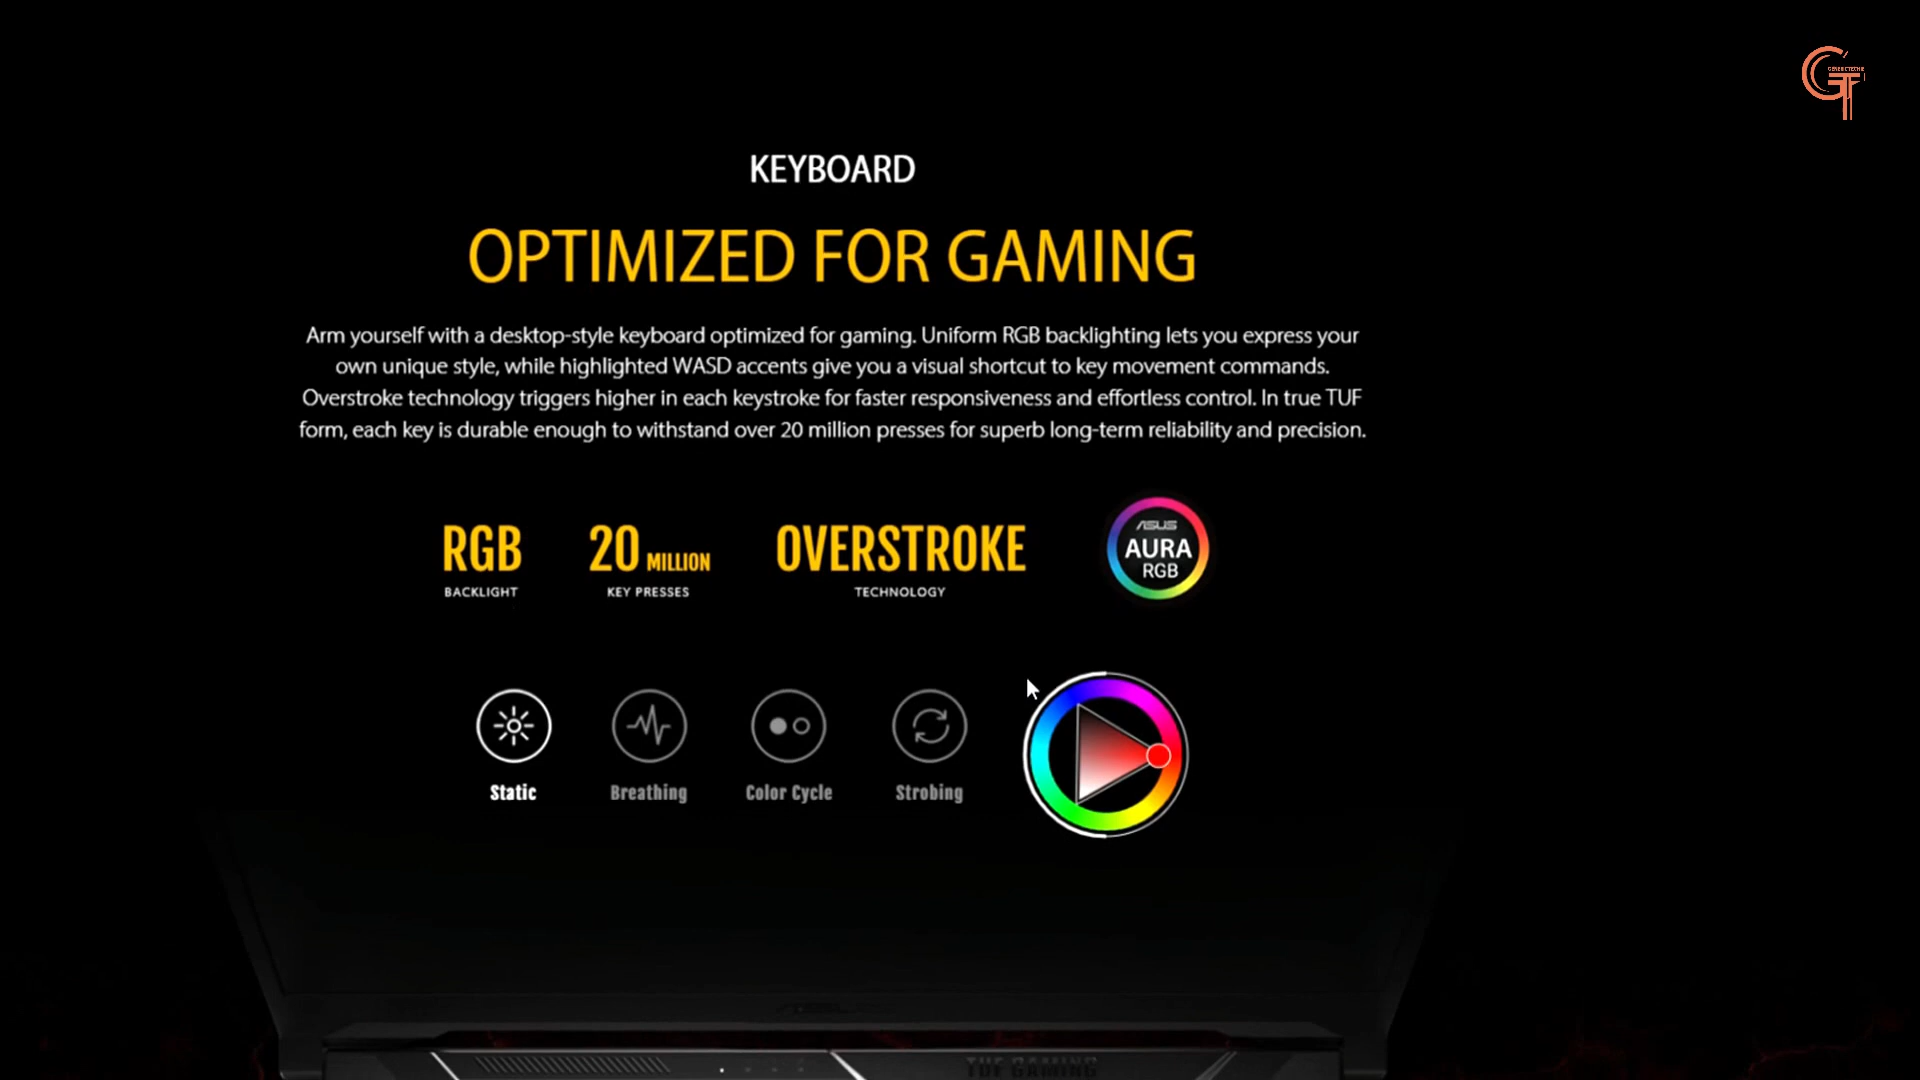 KEYBOARD
OPTIMIZED FOR GAMING
Arm yourself with a desktop-style keyboard optimized for gaming. Uniform RGB backlighting lets you express your
own unique style, while highlighted WASD accents give you a visual shortcut to key movement commands.
Overstroke technology triggers higher in each keystroke for faster responsiveness and effortless control. In true TUF
form, each key is durable enough to withstand over 20 million presses for superb long-term reliability and precision.
RGB
BACKLIGHT
20 MILLION
KEY PRESSES
OVERSTROKE
TECHNOLOGY
ASUS
AURA
RGB
Static
Breathing
Color Cycle
Strobing
TUF GAMING